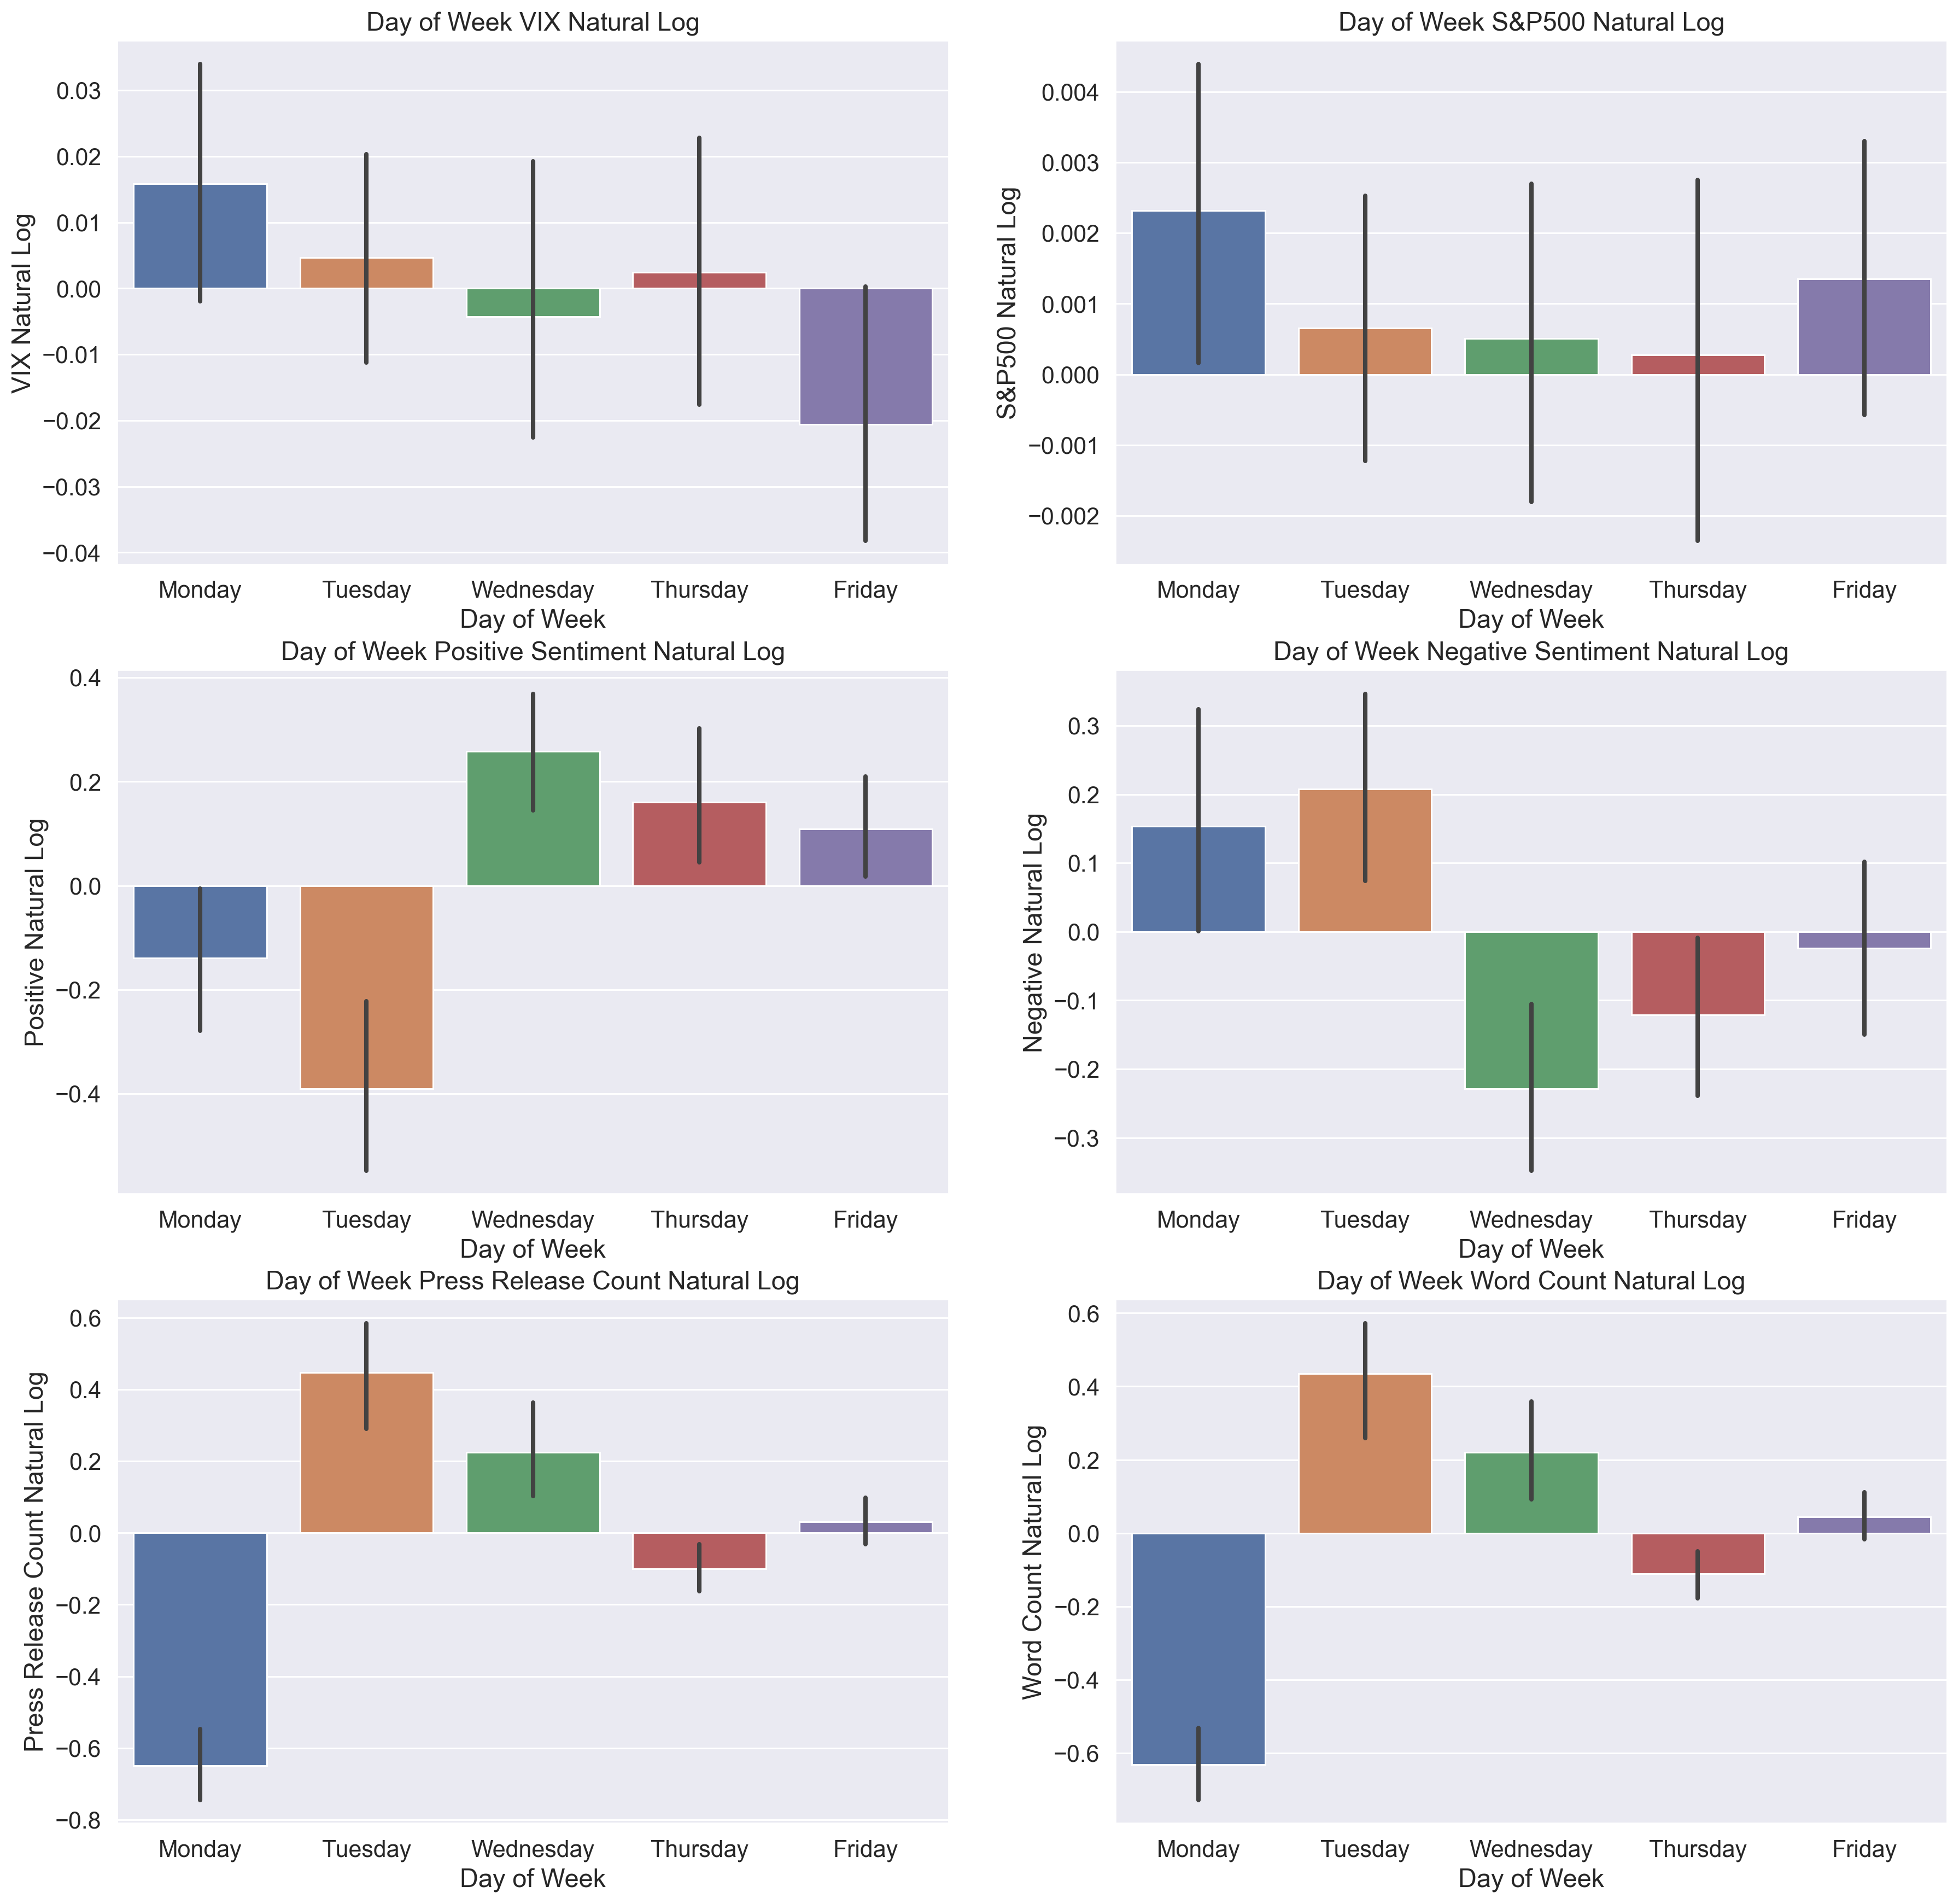 Day of Week VIX Natural Log
VIX Natural Log
0.03
0.02
0.01
0.00
−0.01
−0.02
−0.03
−0.04
Monday Tuesday Wednesday Thursday Friday
Day of Week
Day of Week S&P500 Natural Log
S&P500 Natural Log
0.004
0.003
0.002
0.001
0.000
−0.001
−0.002
Monday Tuesday Wednesday Thursday Friday
Day of Week
Day of Week Positive Sentiment Natural Log
Positive Natural Log
0.4
0.2
0.0
−0.2
−0.4
Monday Tuesday Wednesday Thursday Friday
Day of Week
Day of Week Negative Sentiment Natural Log
Negative Natural Log
0.3
0.2
0.1
0.0
−0.1
−0.2
−0.3
Monday Tuesday Wednesday Thursday Friday
Day of Week
Day of Week Press Release Count Natural Log
Press Release Count Natural Log
0.6
0.4
0.2
0.0
−0.2
−0.4
−0.6
−0.8
Monday Tuesday Wednesday Thursday Friday
Day of Week
Day of Week Word Count Natural Log
Word Count Natural Log
0.6
0.4
0.2
0.0
−0.2
−0.4
−0.6
Monday Tuesday Wednesday Thursday Friday
Day of Week